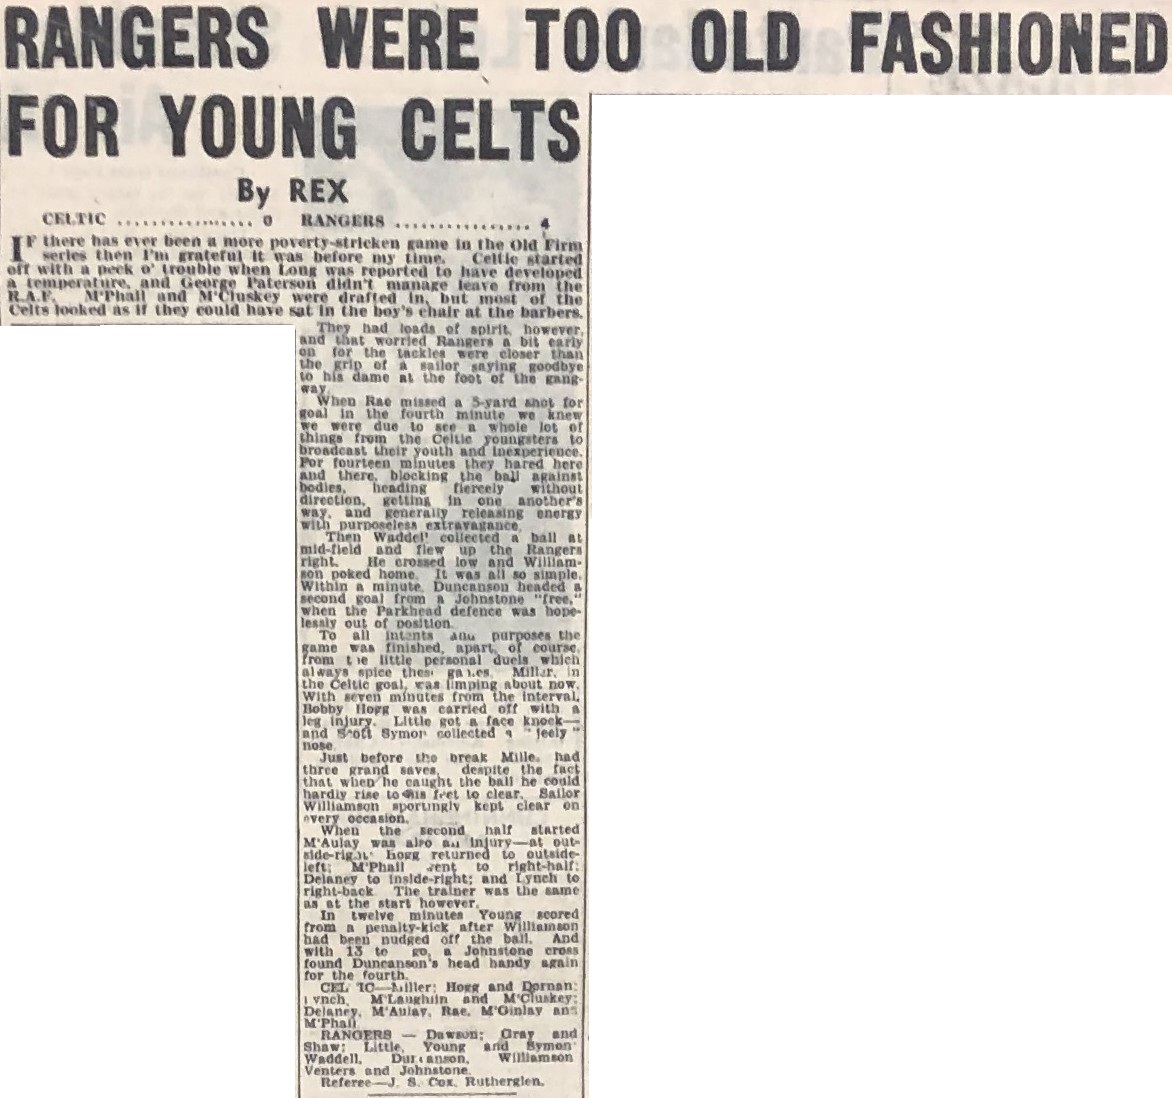 RANGERS WERE TOO OLD FASHIONED
FOR YOUNG CELTS
By REX
CELTIC .................. 0 RANGERS ................. 4
IF there has ever been a more poverty-stricken game in the Old Firm
series then I'm grateful it was before my time. Celtic started
off with a peck o' trouble when Long was reported to have developed
a temperature, and George Paterson didn't manage leave from the
R.A.F. M'Phail and M'Cluskey were drafted in, but most of the
Celts looked as if they could have sat in the boy's chair at the barbers.
They had loads of spirit, however,
and that worried Rangers a bit early
on for the tackles were closer than
the grip of a sailor saying goodbye
to his dame at the foot of the gang-
way.
When Rae missed a 5-yard shot for
goal in the fourth minute we knew
we were due to see a whole lot of
things from the Celtic youngsters to
broadcast their youth and inexperience.
For fourteen minutes they hared here
and there, blocking the ball against
bodies, heading fiercely without
direction, getting in one another's
way, and generally releasing energy
with purposeless extravagance.
Then Waddell collected a ball at
mid-field and flew up the Rangers
right. He crossed low and William-
son poked home. It was all so simple.
Within a minute, Duncanson headed a
second goal from a Johnstone "free,"
when the Parkhead defence was hope-
lessly out of position.
To all intents and purposes the
game was finished, apart, of course,
from the little personal duels which
always spice these games. Miller, in
the Celtic goal, was limping about now.
With seven minutes from the interval,
Bobby Hogg was carried off with a
leg injury. Little got a face knock—
and Scott Symon collected a "jeely"
nose.
Just before the break Miller had
three grand saves, despite the fact
that when he caught the ball he could
hardly rise to his feet to clear. Sailor
Williamson sportingly kept clear on
every occasion.
When the second half started
M'Aulay was also an injury—at out-
side-right. Hogg returned to outside-
left; M'Phail went to right-half;
Delaney to inside-right; and Lynch to
right-back. The trainer was the same
as at the start however.
In twelve minutes Young scored
from a penalty-kick after Williamson
had been nudged off the ball. And
with 13 to go, a Johnstone cross
found Duncanson's head handy again
for the fourth.
CELTIC—Miller; Hogg and Dornan;
Lynch, M'Laughlin and M'Cluskey;
Delaney, M'Aulay, Rae, M'Ginlay and
M'Phail.
RANGERS — Dawson; Gray and
Shaw; Little, Young and Symon
Waddell, Duncanson, Williamson
Venters and Johnstone.
Referee—J. S. Cox, Rutherglen.